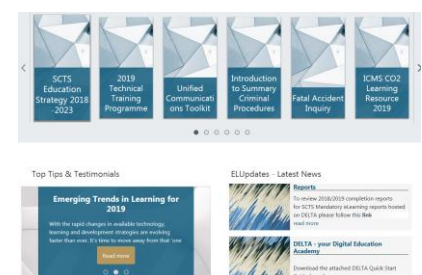 SCTS
Education
Strategy 2018
-2023
2019
Technical
Training
Programme
Unified
Communicati
ons Toolkit
Introduction
to Summary
Criminal
Procedures
Fatal Accident
Inquiry
ICMS CO2
Learning
Resource
2019
Top Tips & Testimonials
Emerging Trends in Learning for
2019
With the rapid changes in available technology,
learning and development strategies are evolving
faster than ever. It's time to move away from that 'one
Read more
ELUpdates - Latest News
Reports
To review 2018/2019 completion reports
for SCTS Mandatory eLearning reports hosted
on DELTA please follow this link
read more
DELTA - your Digital Education
Academy
Download the attached DELTA Quick Start